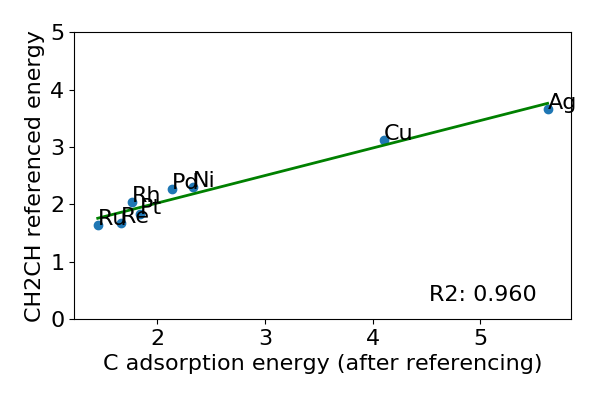 5
4
3
2
1
0
CH2CH referenced energy
Ag
Cu
Pd
Ni
Rh
Pt
Ru
Re
R2: 0.960
2
3
4
5
C adsorption energy (after referencing)